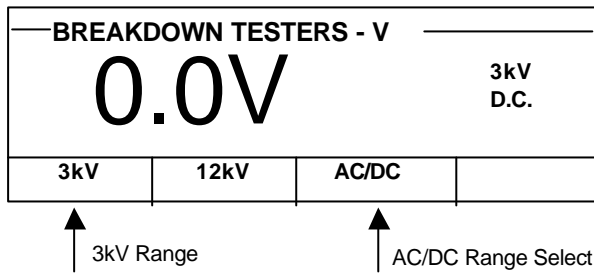 BREAKDOWN TESTERS - V
0.0V
3kV
D.C.
3kV 12kV AC/DC
3kV Range AC/DC Range Select